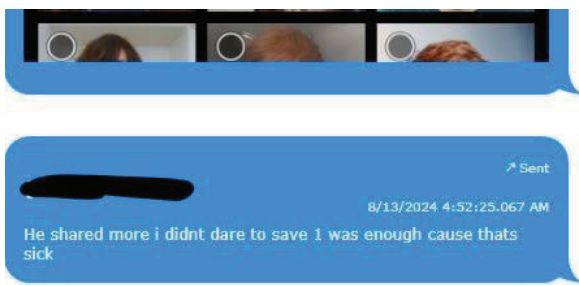 ↗ Sent
8/13/2024 4:52:25.067 AM
He shared more i didnt dare to save 1 was enough cause thats
sick